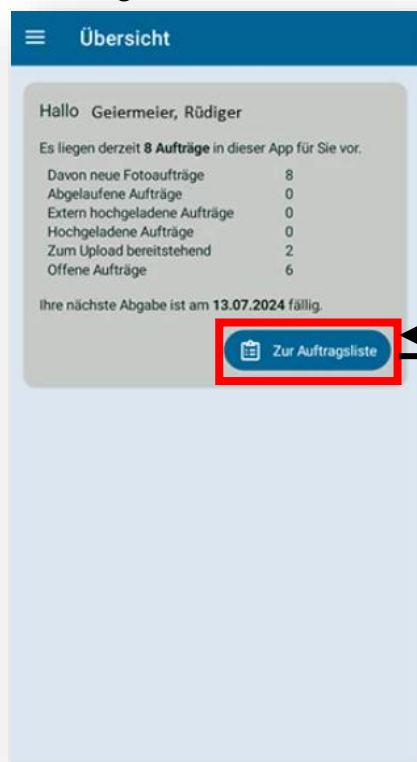 Übersicht
Hallo Geiermeier, Rüdiger
Es liegen derzeit 8 Aufträge in dieser App für Sie vor.
Davon neue Fotoaufträge 8
Abgelaufene Aufträge 0
Extern hochgeladene Aufträge 0
Hochgeladene Aufträge 0
Zum Upload bereitstehend 2
Offene Aufträge 6
Ihre nächste Abgabe ist am 13.07.2024 fällig.
Zur Auftragsliste